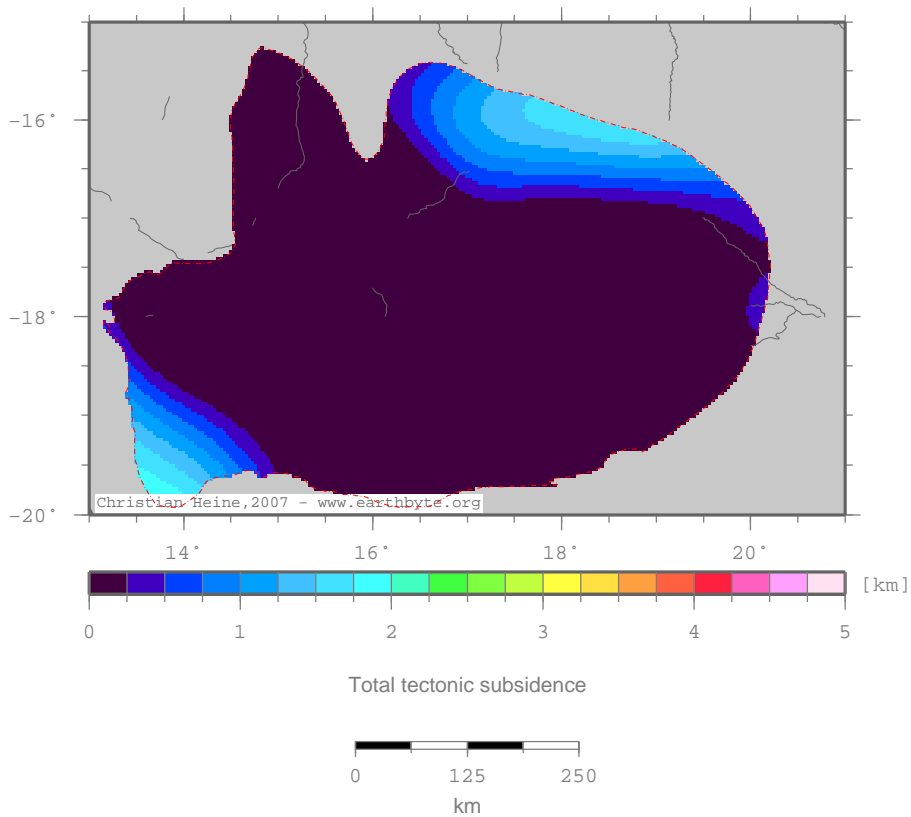 -16°
-18°
-20°
Christian Heine,2007 - www.earthbyte.org
14° 16° 18° 20°
[km]
0 1 2 3 4 5
Total tectonic subsidence
0 125 250
km